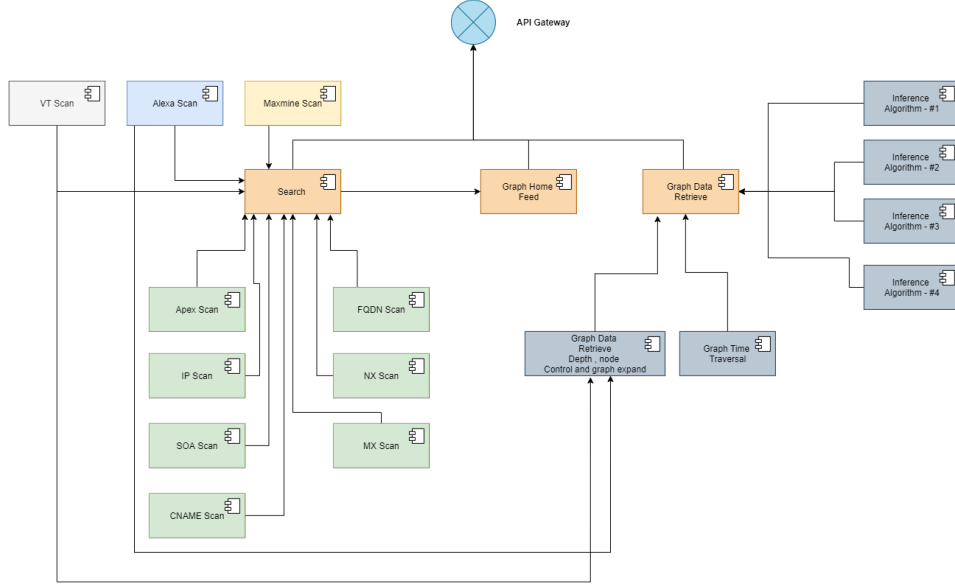 API Gateway
VT Scan
Alexa Scan
Maxmine Scan
Inference
Algorithm - #1
Inference
Algorithm - #2
Search
Graph Home
Feed
Graph Data
Retrieve
Inference
Algorithm - #3
Inference
Algorithm - #4
Apex Scan
FQDN Scan
Graph Data
Retrieve
Depth , node
Control and graph expand
Graph Time
Traversal
IP Scan
NX Scan
SOA Scan
MX Scan
CNAME Scan